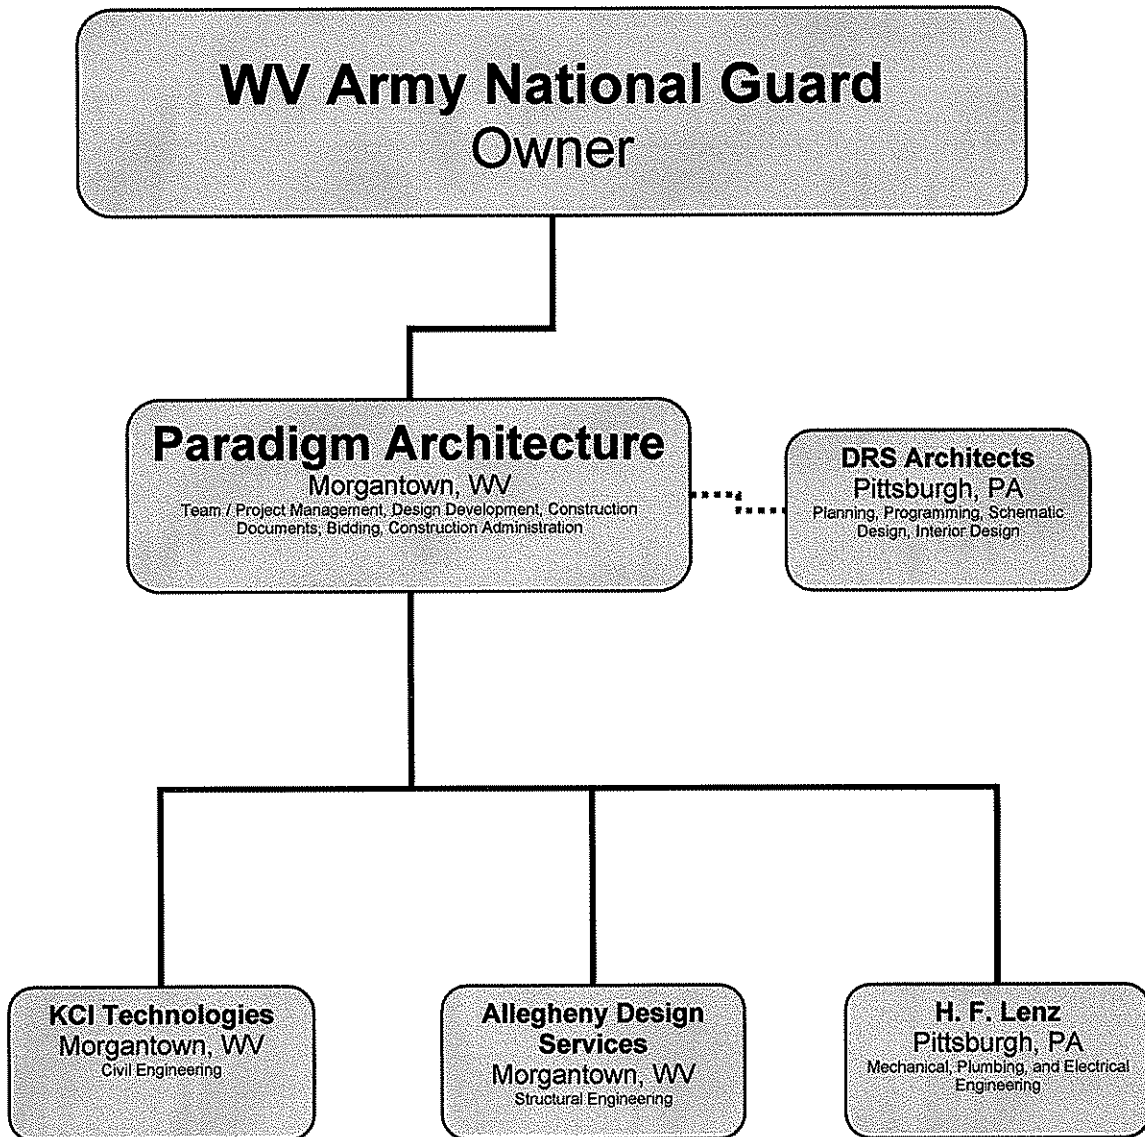 WV Army National Guard
Owner
Paradigm Architecture
Morgantown, WV
Team / Project Management, Design Development, Construction
Documents, Bidding, Construction Administration
DRS Architects
Pittsburgh, PA
Planning, Programming, Schematic
Design, Interior Design
KCI Technologies
Morgantown, WV
Civil Engineering
Allegheny Design
Services
Morgantown, WV
Structural Engineering
H. F. Lenz
Pittsburgh, PA
Mechanical, Plumbing, and Electrical
Engineering